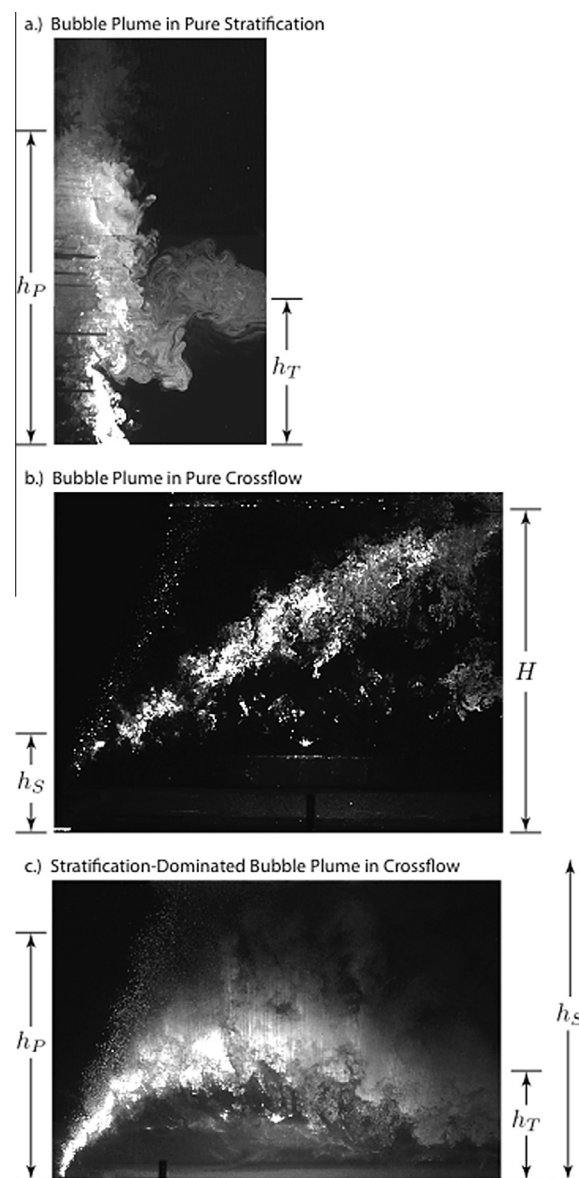 a.) Bubble Plume in Pure Stratification
h_P
h_T
b.) Bubble Plume in Pure Crossflow
H
h_S
c.) Stratification-Dominated Bubble Plume in Crossflow
h_P
h_S
h_T